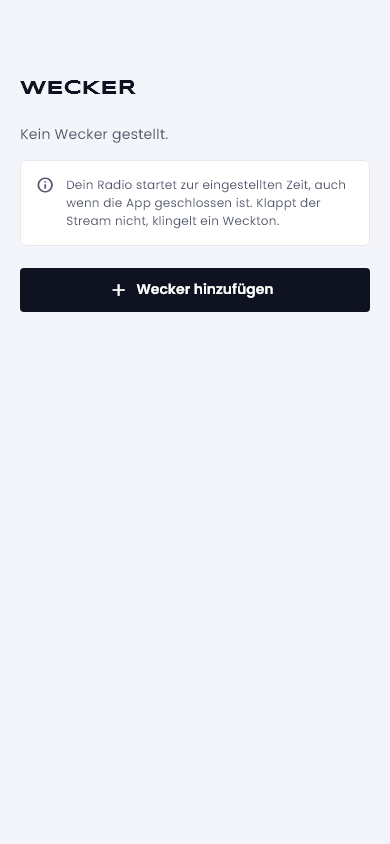 WECKER
Kein Wecker gestellt.
Dein Radio startet zur eingestellten Zeit, auch
wenn die App geschlossen ist. Klappt der
Stream nicht, klingelt ein Weckton.
Wecker hinzufügen